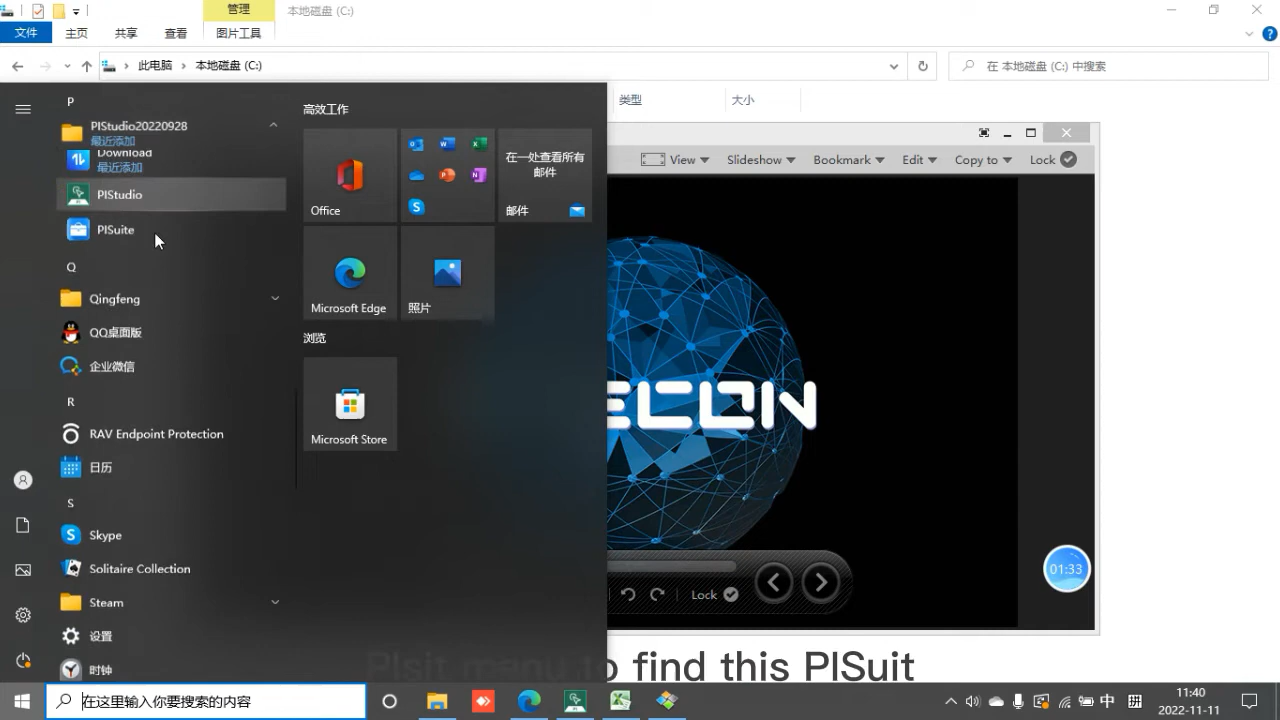 管理
本地磁盘 (C:)
文件
主页
共享
查看
图片工具
此电脑
本地磁盘 (C:)
在 本地磁盘 (C:) 中搜索
类型
大小
P
PIStudio20220928
最近添加
Download
最近添加
PIStudio
PISuite
Q
Qingfeng
QQ桌面版
企业微信
R
RAV Endpoint Protection
日历
S
Skype
Solitaire Collection
Steam
设置
时钟
高效工作
Office
在一处查看所有
邮件
邮件
Microsoft Edge
照片
浏览
Microsoft Store
View
Slideshow
Bookmark
Edit
Copy to
Lock
ECON
Lock
01:33
PIsit manu to find this PISuit
在这里输入你要搜索的内容
中
拼
11:40
2022-11-11